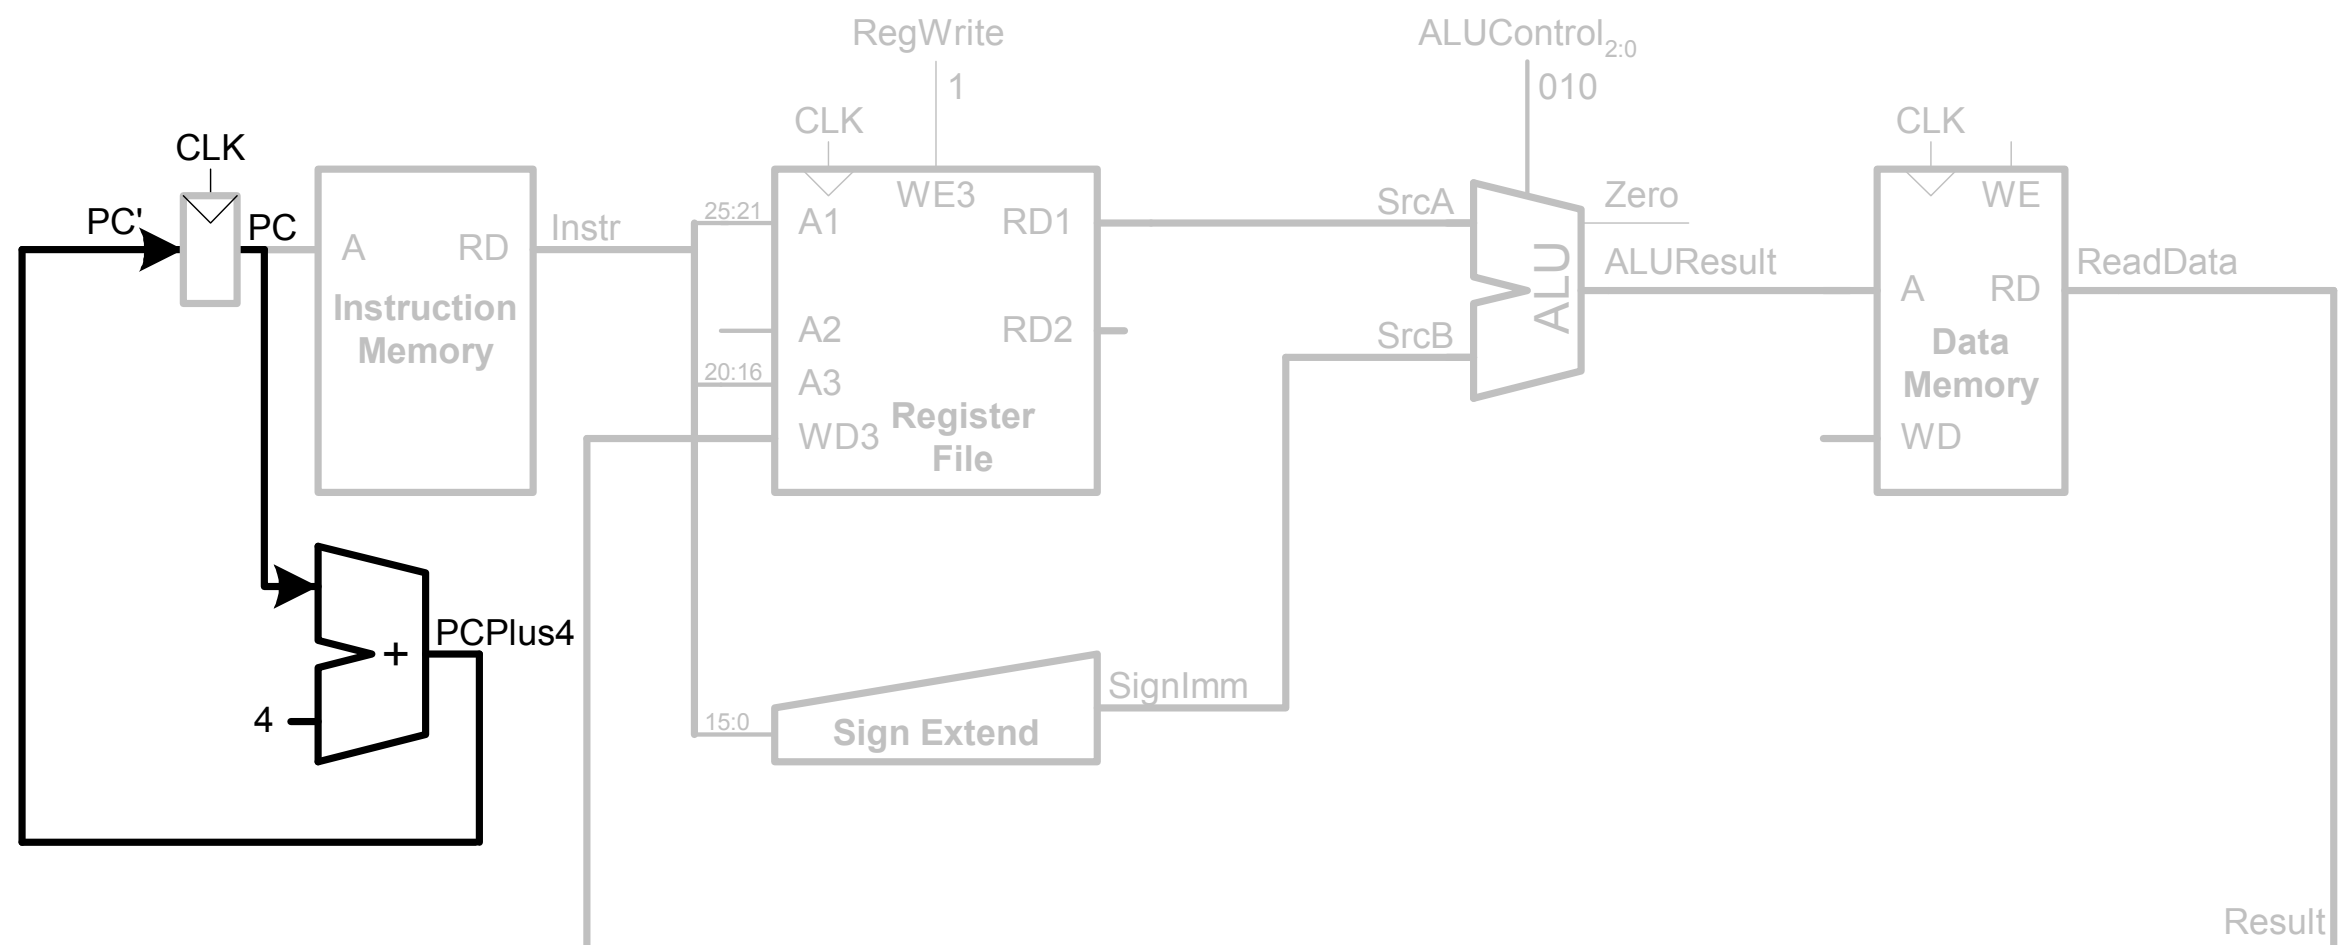 RegWrite
1
ALUControl2:0
010
CLK
CLK
CLK
PC'
PC
A
RD
Instruction
Memory
Instr
25:21
20:16
15:0
WE3
A1
RD1
A2
RD2
A3
WD3
Register
File
SrcA
SrcB
ALU
Zero
ALUResult
WE
A
RD
Data
Memory
WD
ReadData
+
PCPlus4
4
SignImm
Sign Extend
Result